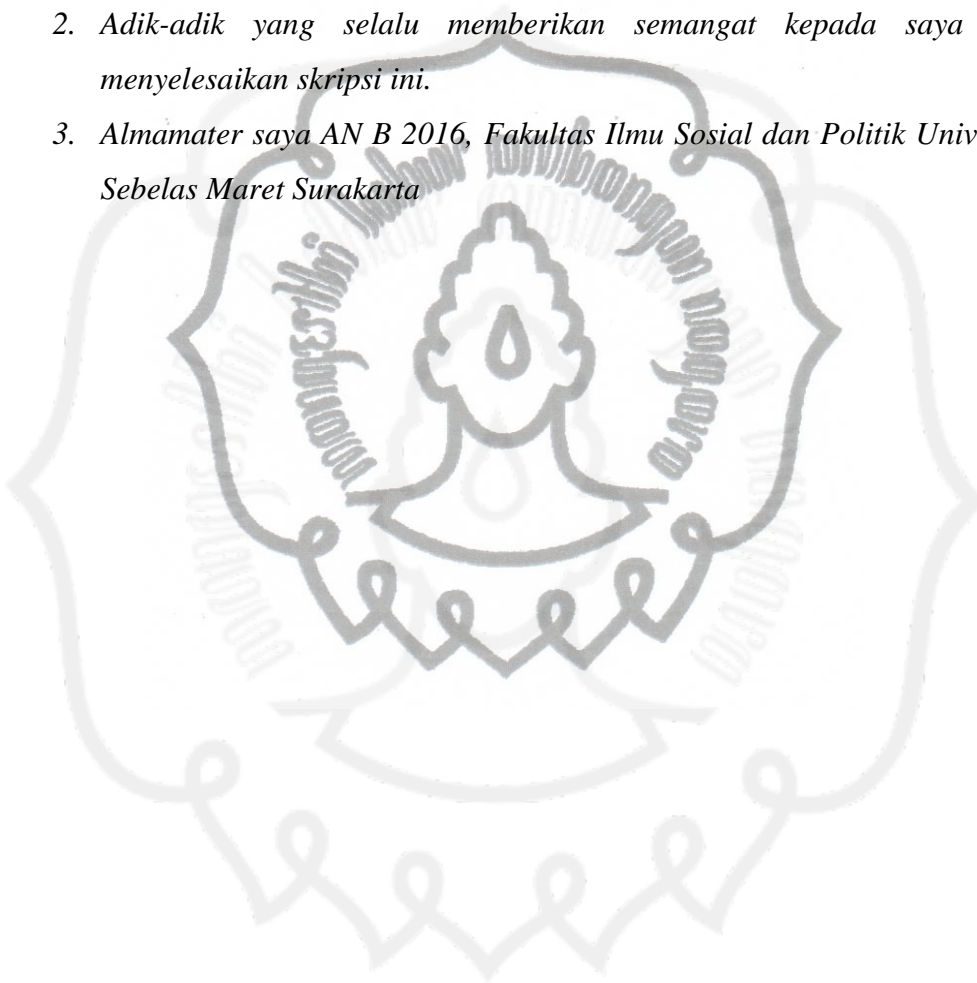 2. Adik-adik yang selalu memberikan semangat kepada saya
menyelesaikan skripsi ini.
3. Almamater saya AN B 2016, Fakultas Ilmu Sosial dan Politik Univ
Sebelas Maret Surakarta